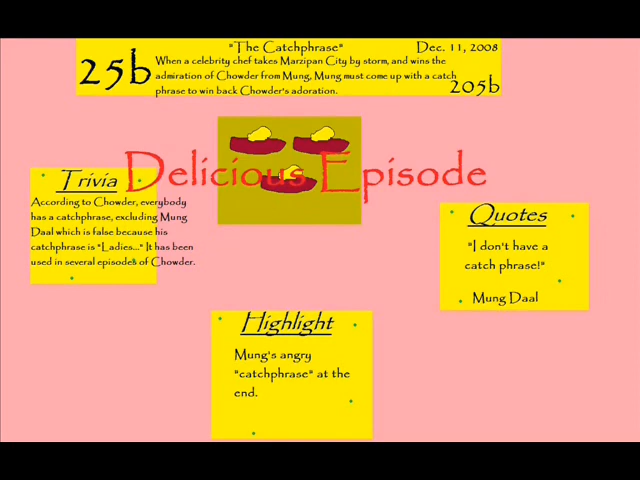 25b
"The Catchphrase"
Dec. 11, 2008
When a celebrity chef takes Marzipan City by storm, and wins the
admiration of Chowder from Mung, Mung must come up with a catch
phrase to win back Chowder's adoration.
205b
Delicious Episode
Trivia
According to Chowder, everybody
has a catchphrase, excluding Mung
Daal which is false because his
catchphrase is "Ladies..." It has been
used in several episodes of Chowder.
Quotes
"I don't have a
catch phrase!"
Mung Daal
Highlight
Mung's angry
"catchphrase" at the
end.